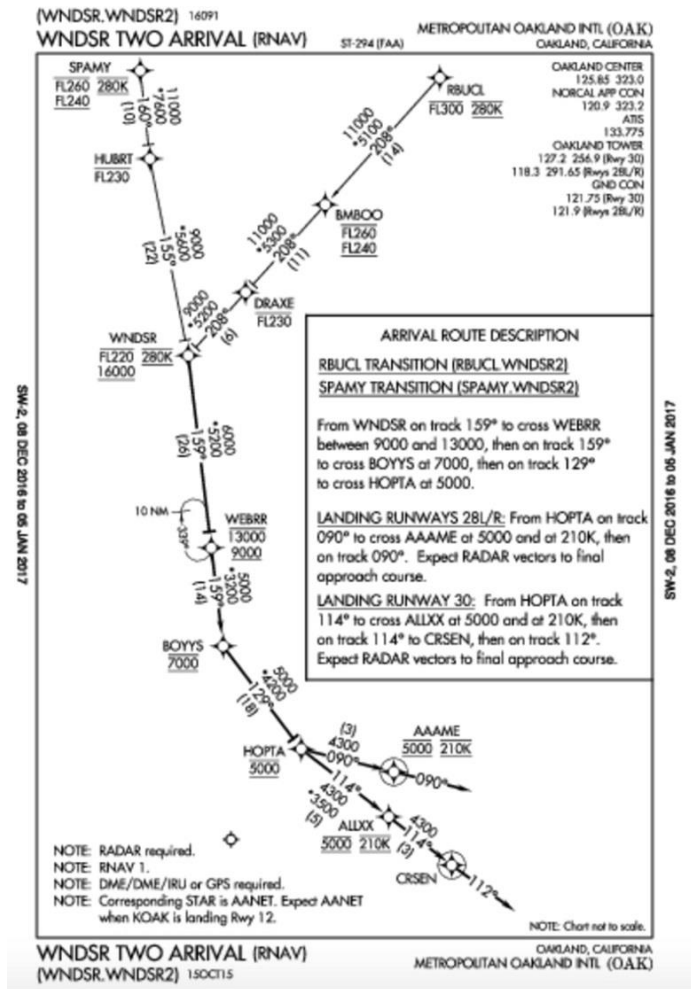 (WNDSR.WNDSR2) 16091
WNDSR TWO ARRIVAL (RNAV)
ST-294 (FAA)
METROPOLITAN OAKLAND INTL (OAK)
OAKLAND, CALIFORNIA
OAKLAND CENTER
125.85 323.0
NORCAL APP CON
120.9 323.2
ATIS
133.775
OAKLAND TOWER
127.2 256.9 (Rwy 30)
118.3 291.65 (Rwys 28L/R)
GND CON
121.75 (Rwy 30)
121.9 (Rwys 28L/R)
SPAMY
FL260 280K
FL240
11000
*7600
160°
(10)
HUBRT
FL230
9000
*5600
155°
(22)
RBUCL
FL300 280K
11000
*5100
208°
(14)
BMBOO
FL260
FL240
11000
*5300
208°
(11)
DRAXE
FL230
9000
*5200
208°
(6)
WNDSR
FL220 280K
16000
6000
*5200
159°
(26)
10 NM
339°
WEBRR
13000
9000
5000
*3200
159°
(14)
BOYYS
7000
5000
*4200
129°
(18)
HOPTA
5000
(3)
4300
090°
AAAME
5000 210K
090°
114°
4300
*3500
(5)
ALLXX
5000 210K
4300
114°
(3)
CRSEN
112°
ARRIVAL ROUTE DESCRIPTION
RBUCL TRANSITION (RBUCL.WNDSR2)
SPAMY TRANSITION (SPAMY.WNDSR2)
From WNDSR on track 159° to cross WEBRR
between 9000 and 13000, then on track 159°
to cross BOYYS at 7000, then on track 129°
to cross HOPTA at 5000.
LANDING RUNWAYS 28L/R: From HOPTA on track
090° to cross AAAME at 5000 and at 210K, then
on track 090°. Expect RADAR vectors to final
approach course.
LANDING RUNWAY 30: From HOPTA on track
114° to cross ALLXX at 5000 and at 210K, then
on track 114° to CRSEN, then on track 112°.
Expect RADAR vectors to final approach course.
SW-2, 08 DEC 2016 to 05 JAN 2017
SW-2, 08 DEC 2016 to 05 JAN 2017
NOTE: RADAR required.
NOTE: RNAV 1.
NOTE: DME/DME/IRU or GPS required.
NOTE: Corresponding STAR is AANET. Expect AANET
when KOAK is landing Rwy 12.
NOTE: Chart not to scale.
WNDSR TWO ARRIVAL (RNAV)
(WNDSR.WNDSR2) 15OCT15
OAKLAND, CALIFORNIA
METROPOLITAN OAKLAND INTL (OAK)